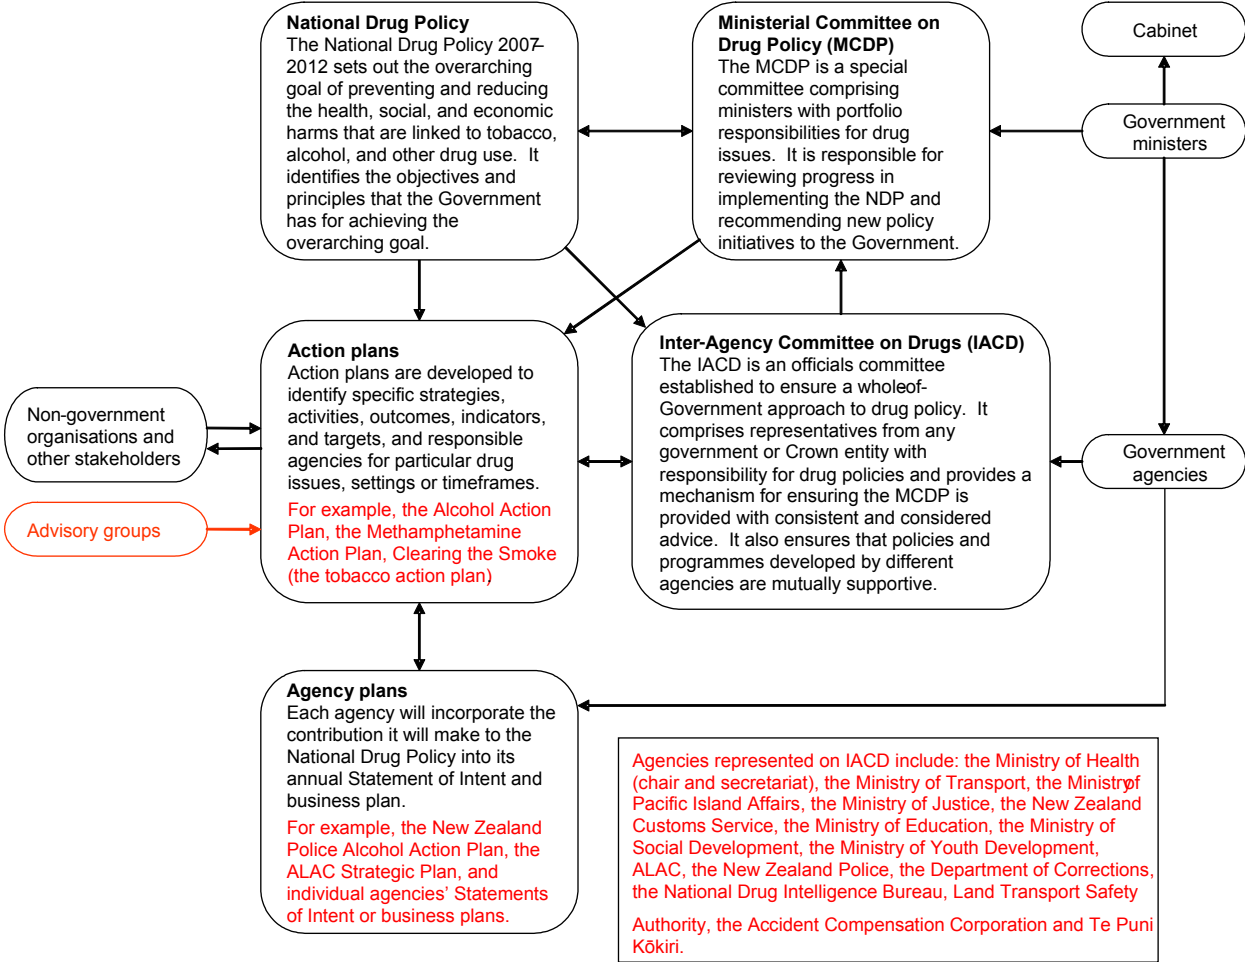 National Drug Policy
The National Drug Policy 2007–
2012 sets out the overarching
goal of preventing and reducing
the health, social, and economic
harms that are linked to tobacco,
alcohol, and other drug use.  It
identifies the objectives and
principles that the Government
has for achieving the
overarching goal.
Ministerial Committee on
Drug Policy (MCDP)
The MCDP is a special
committee comprising
ministers with portfolio
responsibilities for drug
issues.  It is responsible for
reviewing progress in
implementing the NDP and
recommending new policy
initiatives to the Government.
Cabinet
Government
ministers
Action plans
Action plans are developed to
identify specific strategies,
activities, outcomes, indicators,
and targets, and responsible
agencies for particular drug
issues, settings or timeframes.
For example, the Alcohol Action
Plan, the Methamphetamine
Action Plan, Clearing the Smoke
(the tobacco action plan)
Inter-Agency Committee on Drugs (IACD)
The IACD is an officials committee
established to ensure a whole-of-
Government approach to drug policy.  It
comprises representatives from any
government or Crown entity with
responsibility for drug policies and provides a
mechanism for ensuring the MCDP is
provided with consistent and considered
advice.  It also ensures that policies and
programmes developed by different
agencies are mutually supportive.
Non-government
organisations and
other stakeholders
Advisory groups
Government
agencies
Agency plans
Each agency will incorporate the
contribution it will make to the
National Drug Policy into its
annual Statement of Intent and
business plan.
For example, the New Zealand
Police Alcohol Action Plan, the
ALAC Strategic Plan, and
individual agencies’ Statements
of Intent or business plans.
Agencies represented on IACD include: the Ministry of Health
(chair and secretariat), the Ministry of Transport, the Ministry of
Pacific Island Affairs, the Ministry of Justice, the New Zealand
Customs Service, the Ministry of Education, the Ministry of
Social Development, the Ministry of Youth Development,
ALAC, the New Zealand Police, the Department of Corrections,
the National Drug Intelligence Bureau, Land Transport Safety
Authority, the Accident Compensation Corporation and Te Puni
Kōkiri.